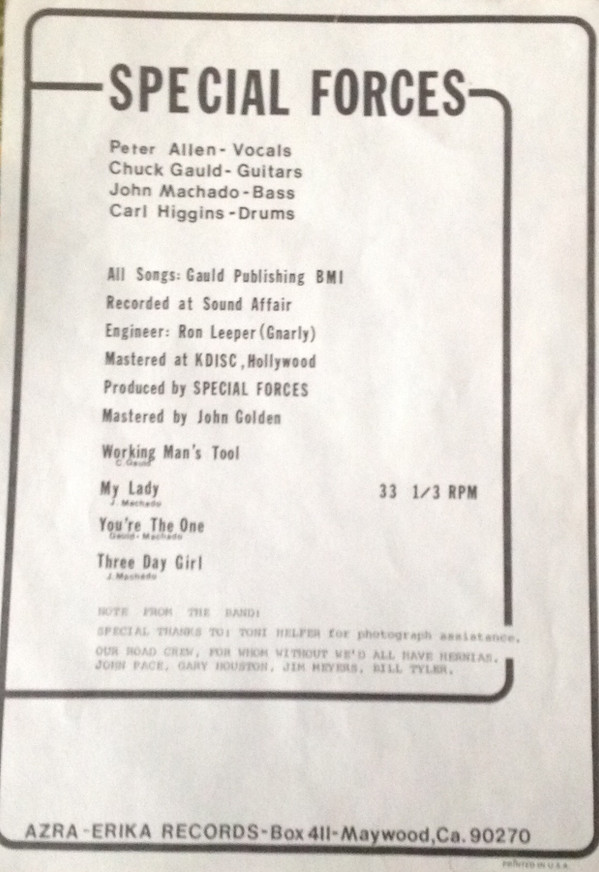 SPECIAL FORCES
Peter Allen - Vocals
Chuck Gauld - Guitars
John Machado - Bass
Carl Higgins - Drums
All Songs: Gauld Publishing BMI
Recorded at Sound Affair
Engineer: Ron Leeper (Gnarly)
Mastered at KDISC, Hollywood
Produced by SPECIAL FORCES
Mastered by John Golden
Working Man's Tool
C. Gauld
My Lady 33 1/3 RPM
J. Machado
You're The One
Gauld - Machado
Three Day Girl
J. Machado
NOTE FROM THE BAND:
SPECIAL THANKS TO: TONI HELPER for photograph assistance.
OUR ROAD CREW, FOR WHOM WITHOUT WE'D ALL HAVE HERNIAS.
JOHN PACE, GARY HOUSTON, JIM MEYERS, BILL TYLER.
AZRA - ERIKA RECORDS - Box 411 - Maywood, Ca. 90270
PRINTED IN U.S.A.